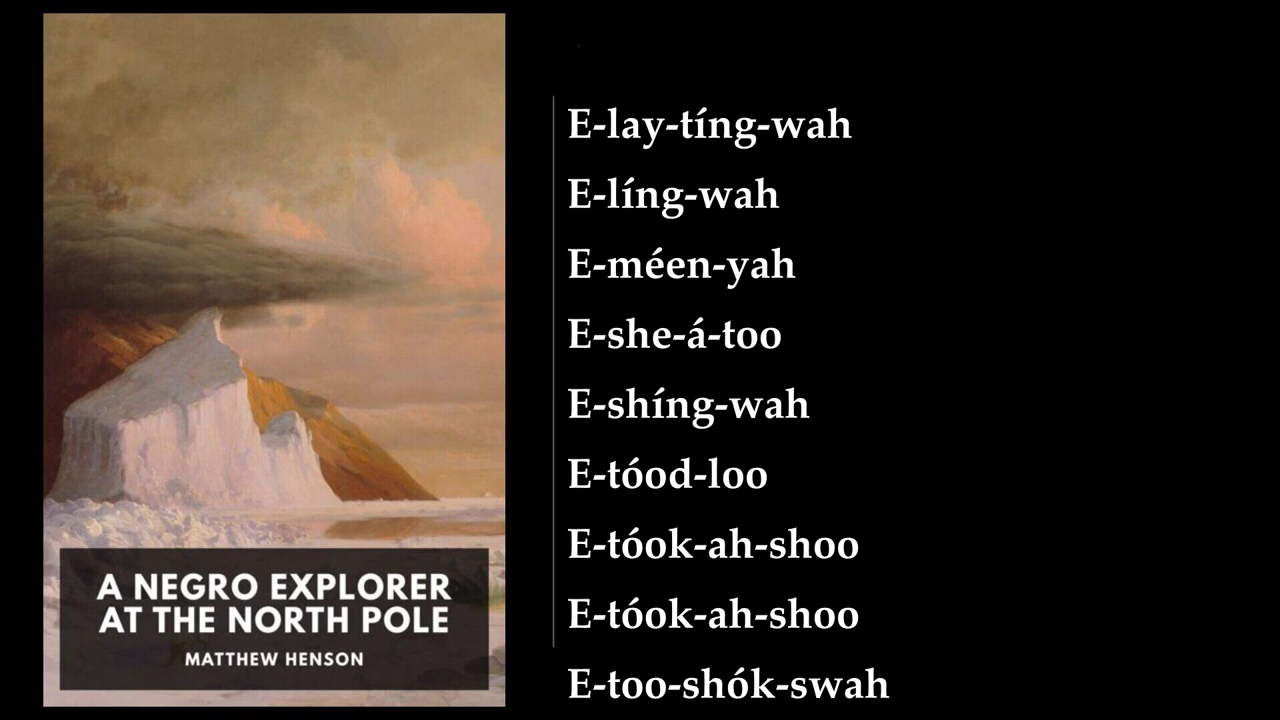 A NEGRO EXPLORER
AT THE NORTH POLE
MATTHEW HENSON
E-lay-tíng-wah
E-líng-wah
E-méen-yah
E-she-á-too
E-shíng-wah
E-tóod-loo
E-tóok-ah-shoo
E-tóok-ah-shoo
E-too-shók-swah